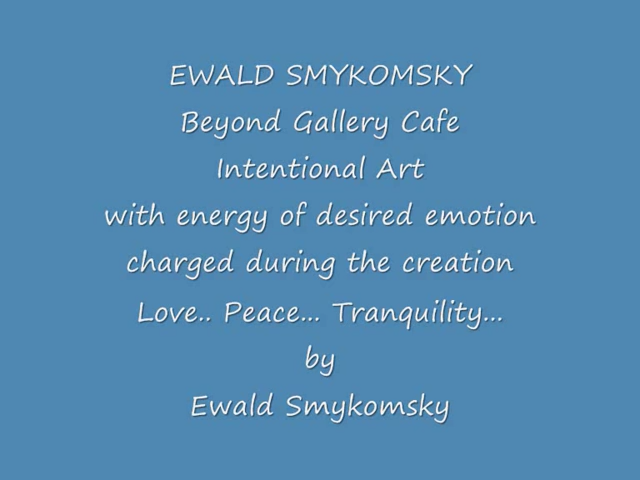 EWALD SMYKOMSKY
Beyond Gallery Cafe
Intentional Art
with energy of desired emotion
charged during the creation
Love.. Peace... Tranquility...
by
Ewald Smykomsky